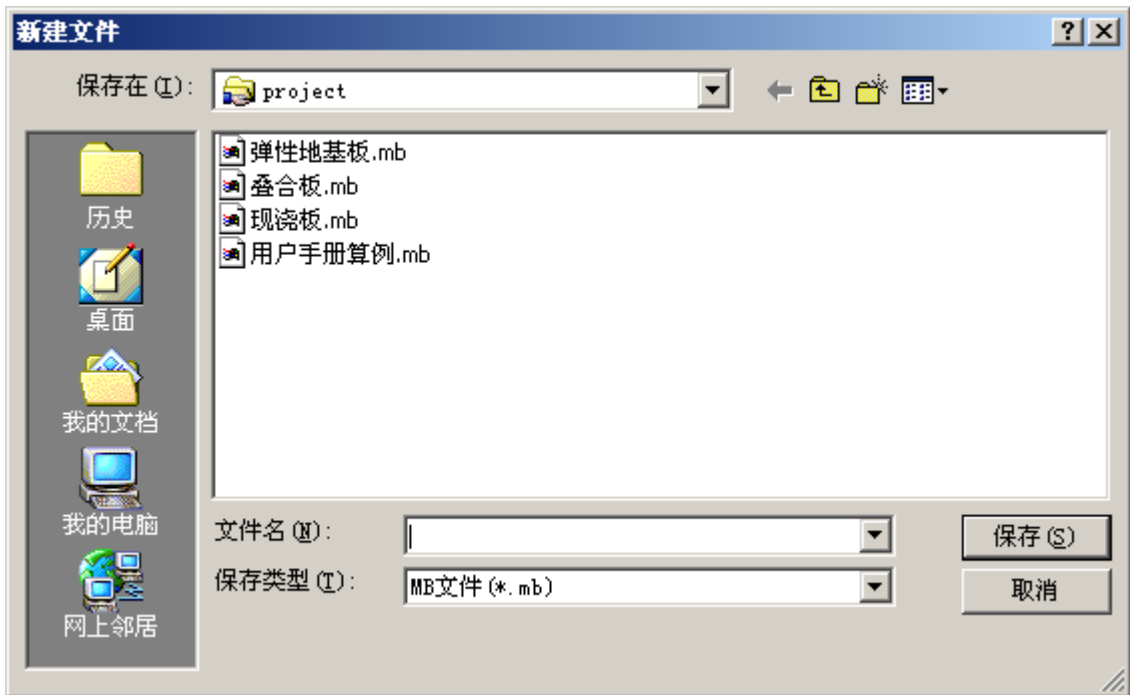 新建文件
保存在(I):
project
历史
桌面
我的文档
我的电脑
网上邻居
弹性地基板.mb
叠合板.mb
现浇板.mb
用户手册算例.mb
文件名(N):
保存(S)
保存类型(T):
MB文件(*.mb)
取消